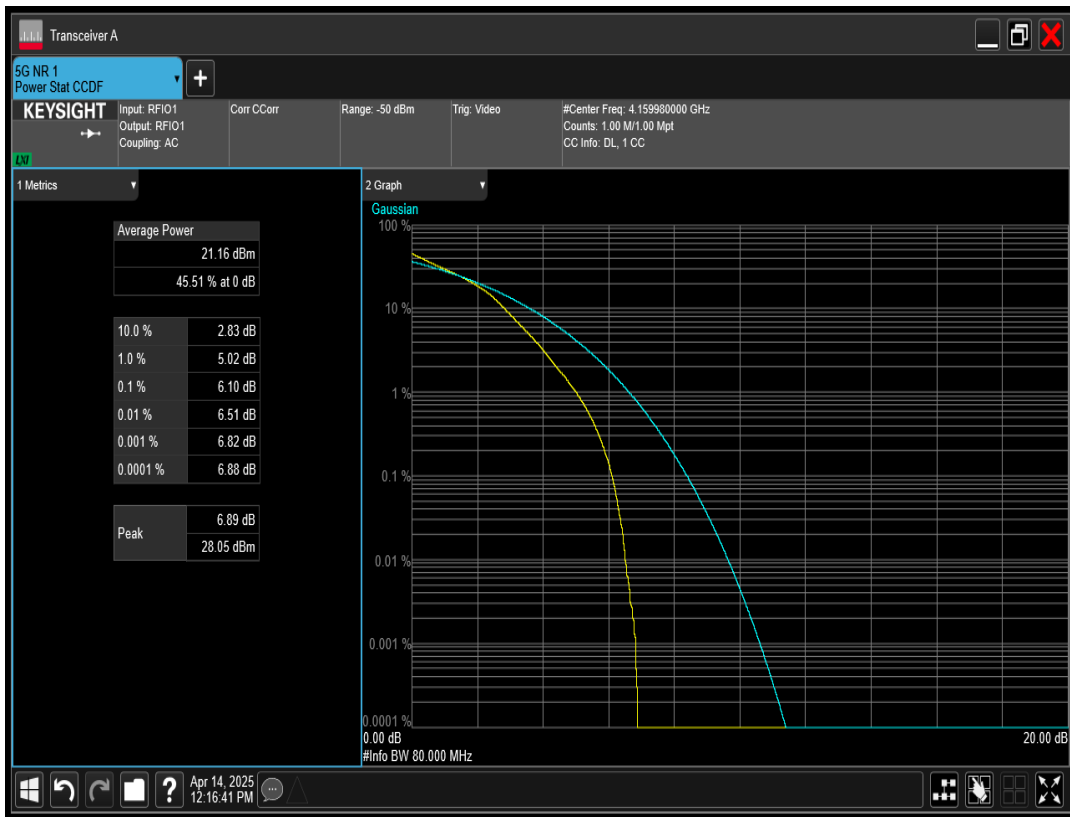 Transceiver A
5G NR 1
Power Stat CCDF
+
KEYSIGHT
LXI
Input: RFIO1
Output: RFIO1
Coupling: AC
Corr CCorr
Range: -50 dBm
Trig: Video
#Center Freq: 4.159980000 GHz
Counts: 1.00 M/1.00 Mpt
CC Info: DL, 1 CC
1 Metrics
Average Power
21.16 dBm
45.51 % at 0 dB
10.0 % 2.83 dB
1.0 % 5.02 dB
0.1 % 6.10 dB
0.01 % 6.51 dB
0.001 % 6.82 dB
0.0001 % 6.88 dB
Peak 6.89 dB
28.05 dBm
2 Graph
Gaussian
100 %
10 %
1 %
0.1 %
0.01 %
0.001 %
0.0001 %
0.00 dB 20.00 dB
#Info BW 80.000 MHz
?
Apr 14, 2025
12:16:41 PM